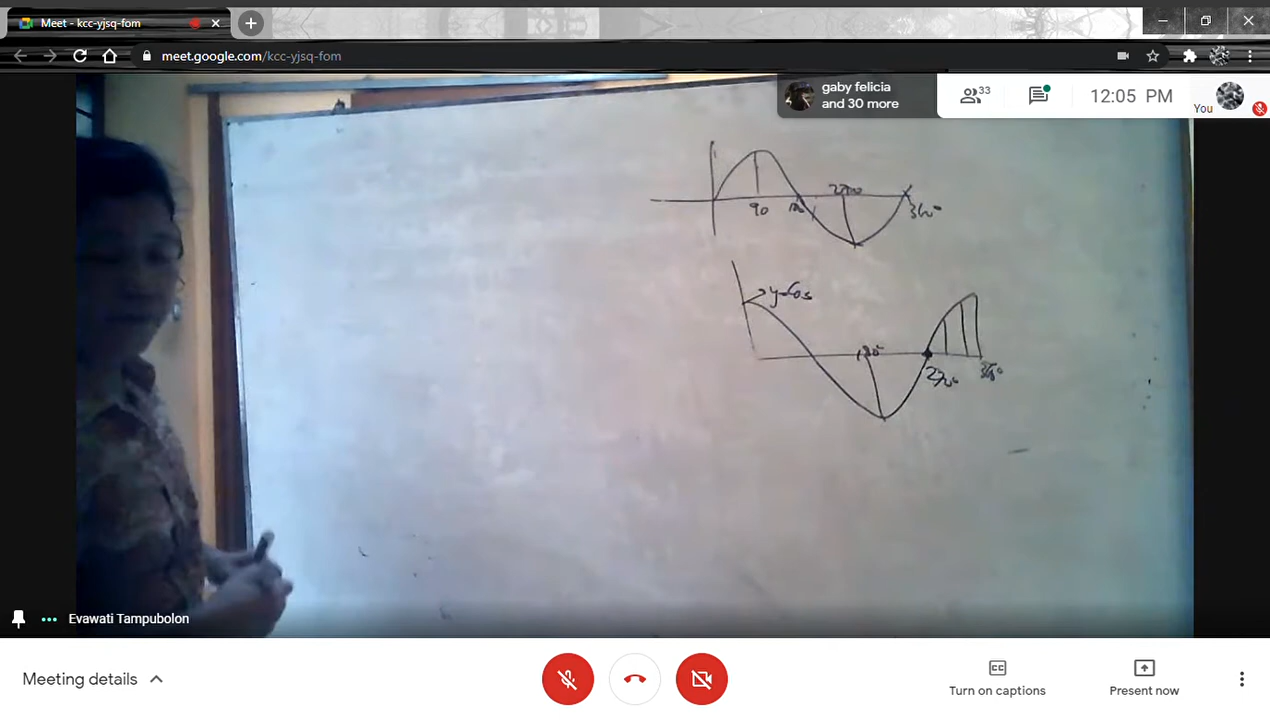 Meet - kcc-yjsq-fom
meet.google.com/kcc-yjsq-fom
gaby felicia
and 30 more
33
12:05 PM
You
90
360°
y=Cos
180°
270°
360°
Evawati Tampubolon
Meeting details
CC
Turn on captions
Present now